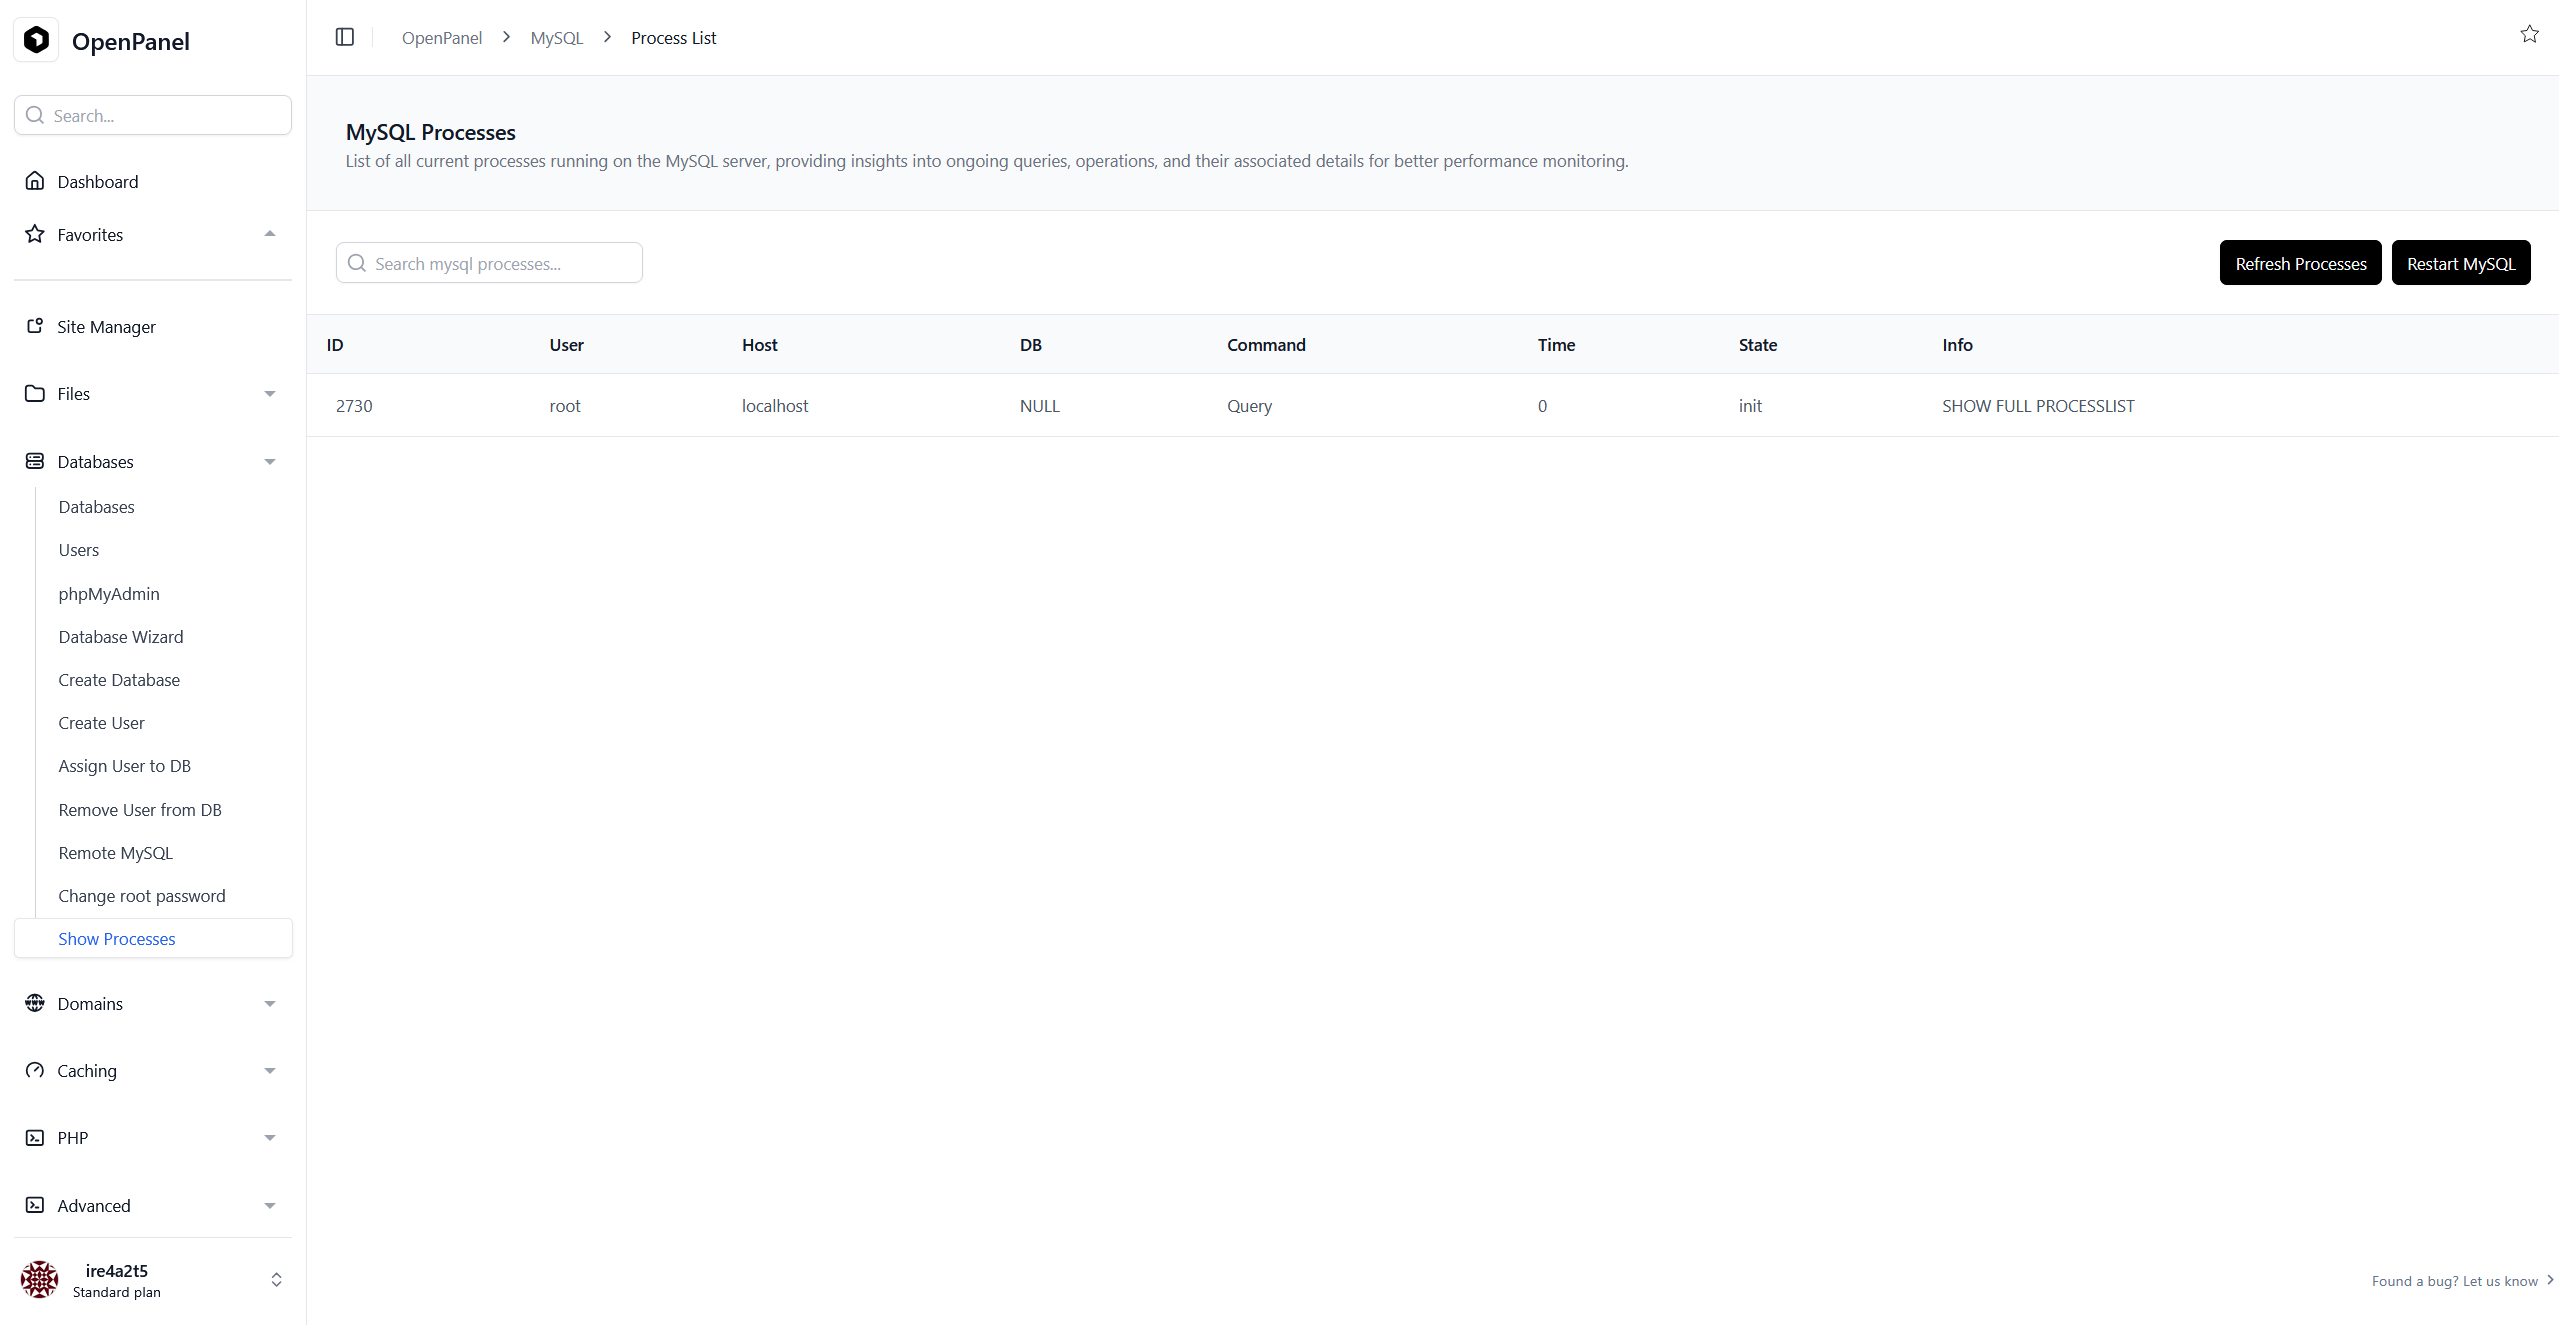 OpenPanel
Search...
Dashboard
Favorites
Site Manager
Files
Databases
Databases
Users
phpMyAdmin
Database Wizard
Create Database
Create User
Assign User to DB
Remove User from DB
Remote MySQL
Change root password
Show Processes
Domains
Caching
PHP
Advanced
ire4a2t5
Standard plan
OpenPanel > MySQL > Process List
MySQL Processes
List of all current processes running on the MySQL server, providing insights into ongoing queries, operations, and their associated details for better performance monitoring.
Search mysql processes...
Refresh Processes
Restart MySQL
ID User Host DB Command Time State Info
2730 root localhost NULL Query 0 init SHOW FULL PROCESSLIST
Found a bug? Let us know >